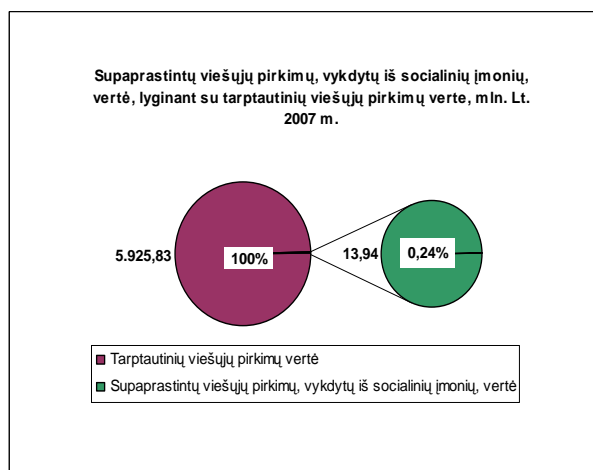 Supaprastintų viešųjų pirkimų, vykdytų iš socialinių įmonių,
vertė, lyginant su tarptautinių viešųjų pirkimų verte, mln. Lt.
2007 m.
5.925,83
100%
13,94
0,24%
Tarptautinių viešųjų pirkimų vertė
Supaprastintų viešųjų pirkimų, vykdytų iš socialinių įmonių, vertė